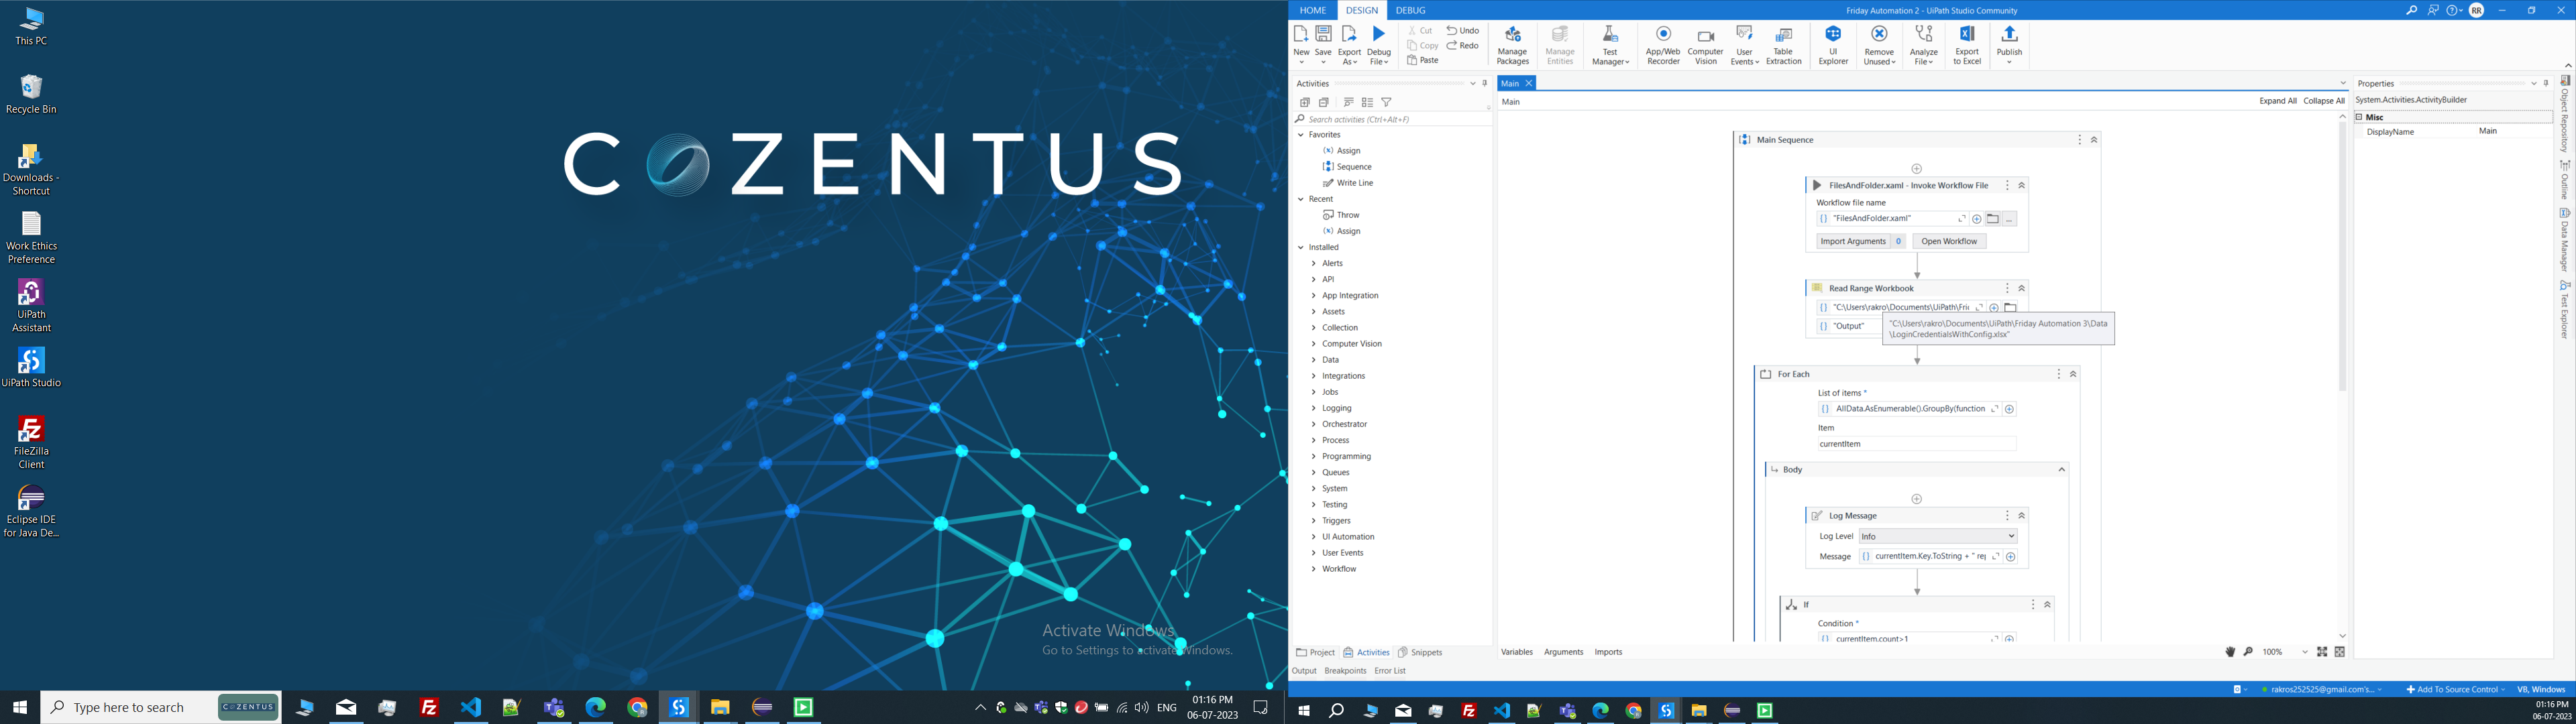 This PC
Recycle Bin
Downloads -
Shortcut
Work Ethics
Preference
UiPath
Assistant
UiPath Studio
FileZilla
Client
Eclipse IDE
for Java De...
COZENTUS
Activate Windows
Go to Settings to activate Windows.
Type here to search
COZENTUS
ENG
01:16 PM
06-07-2023
HOME
DESIGN
DEBUG
Friday Automation 2 - UiPath Studio Community
RR
New
Save
Export
As
Debug
File
Cut
Copy
Paste
Undo
Redo
Manage
Packages
Manage
Entities
Test
Manager
App/Web
Recorder
Computer
Vision
User
Events
Table
Extraction
UI
Explorer
Remove
Unused
Analyze
File
Export
to Excel
Publish
Activities
Search activities (Ctrl+Alt+F)
Favorites
Assign
Sequence
Write Line
Recent
Throw
Assign
Installed
Alerts
API
App Integration
Assets
Collection
Computer Vision
Data
Integrations
Jobs
Logging
Orchestrator
Process
Programming
Queues
System
Testing
Triggers
UI Automation
User Events
Workflow
Project
Activities
Snippets
Output
Breakpoints
Error List
Main
Main
Expand All
Collapse All
Main Sequence
FilesAndFolder.xaml - Invoke Workflow File
Workflow file name
"FilesAndFolder.xaml"
...
Import Arguments 0
Open Workflow
Read Range Workbook
"C:\Users\rakro\Documents\UiPath\Fric
"Output"
"C:\Users\rakro\Documents\UiPath\Friday Automation 3\Data
\LoginCredentialsWithConfig.xlsx"
For Each
List of items *
AllData.AsEnumerable().GroupBy(function
Item
currentItem
Body
Log Message
Log Level
Info
Message
currentItem.Key.ToString + " rep
If
Condition *
currentItem.count>1
Variables
Arguments
Imports
100%
Properties
System.Activities.ActivityBuilder
Misc
DisplayName
Main
Object Repository
Outline
Data Manager
Test Explorer
0
rakros252525@gmail.com's...
Add To Source Control
VB, Windows
01:16 PM
06-07-2023